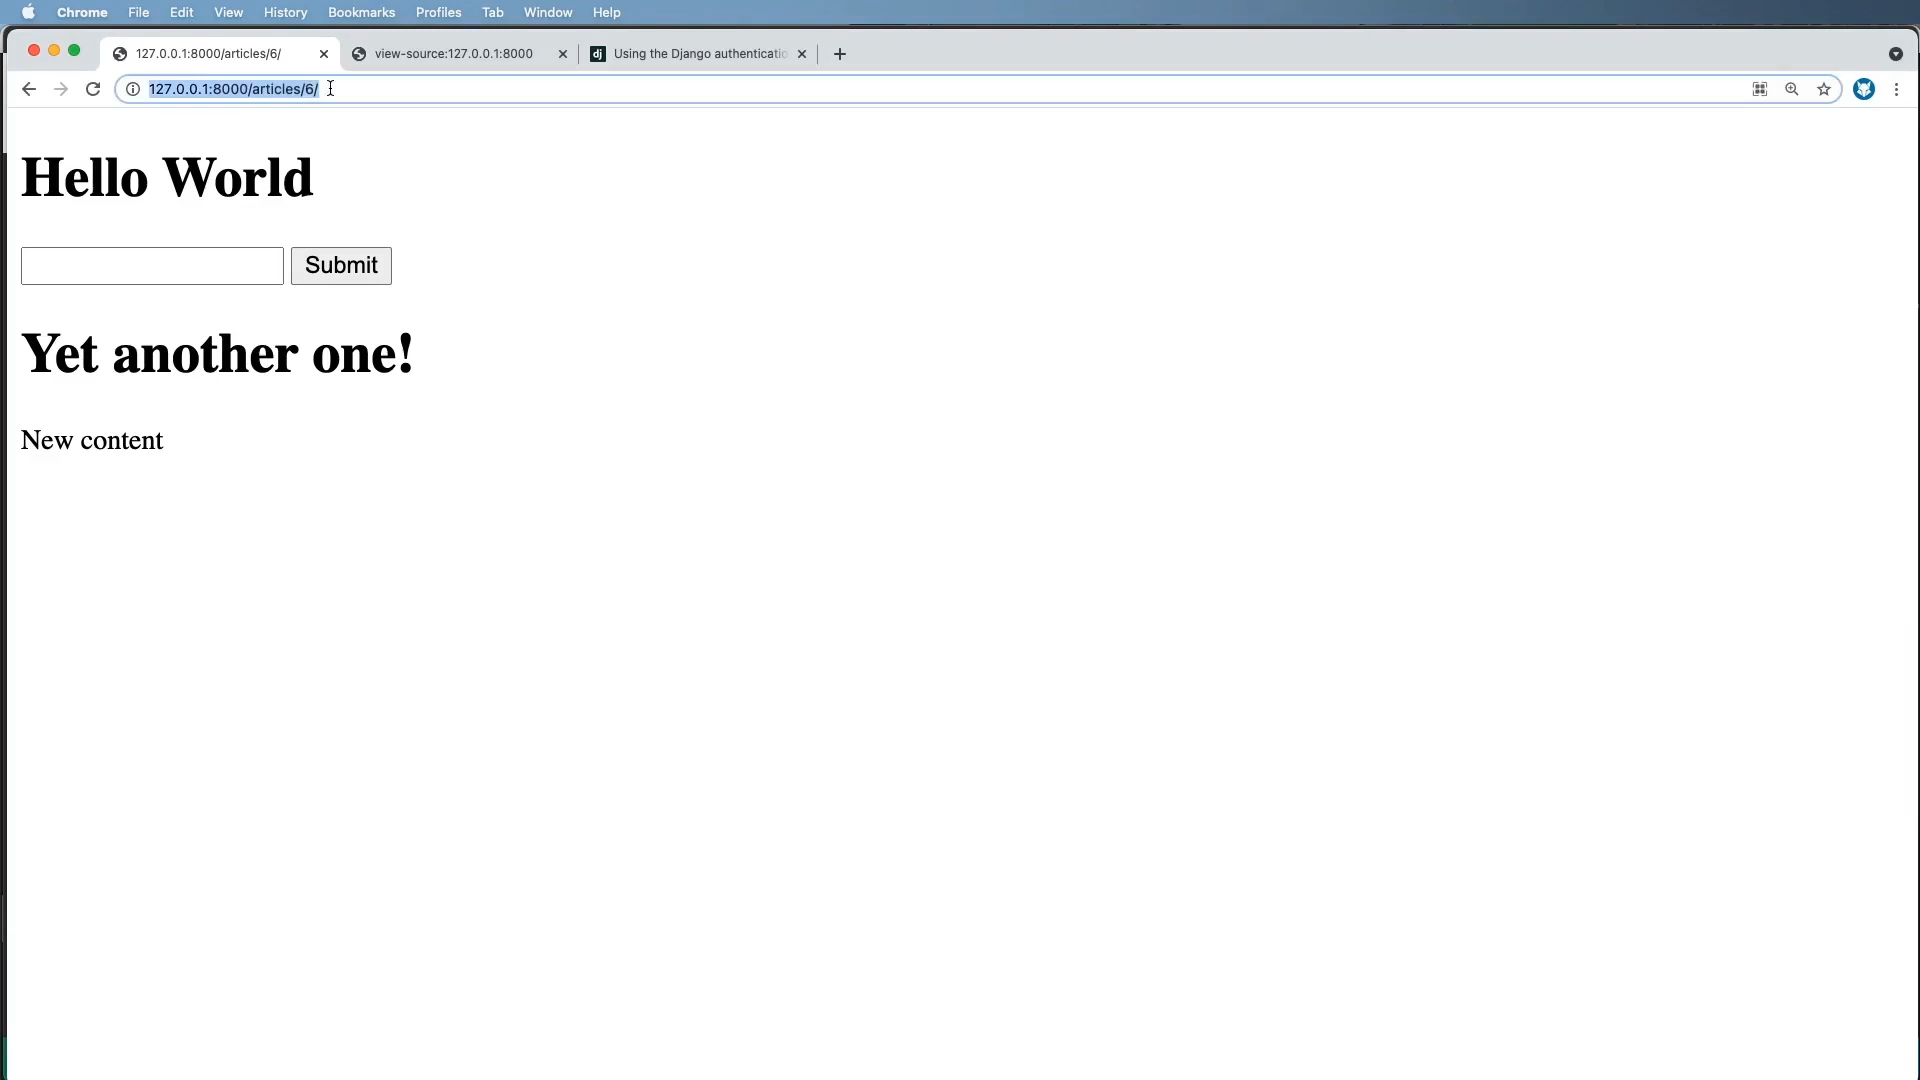 Chrome File Edit View History Bookmarks Profiles Tab Window Help
127.0.0.1:8000/articles/6/ view-source:127.0.0.1:8000 dj Using the Django authenticatio
127.0.0.1:8000/articles/6/
Hello World
Submit
Yet another one!
New content